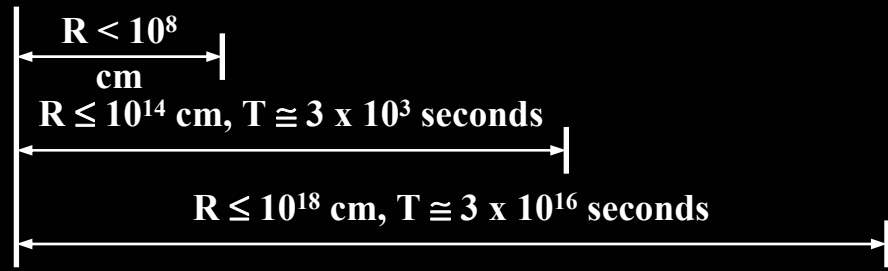 R < 10⁸
cm
R ≤ 10¹⁴ cm, T ≅ 3 x 10³ seconds
R ≤ 10¹⁸ cm, T ≅ 3 x 10¹⁶ seconds